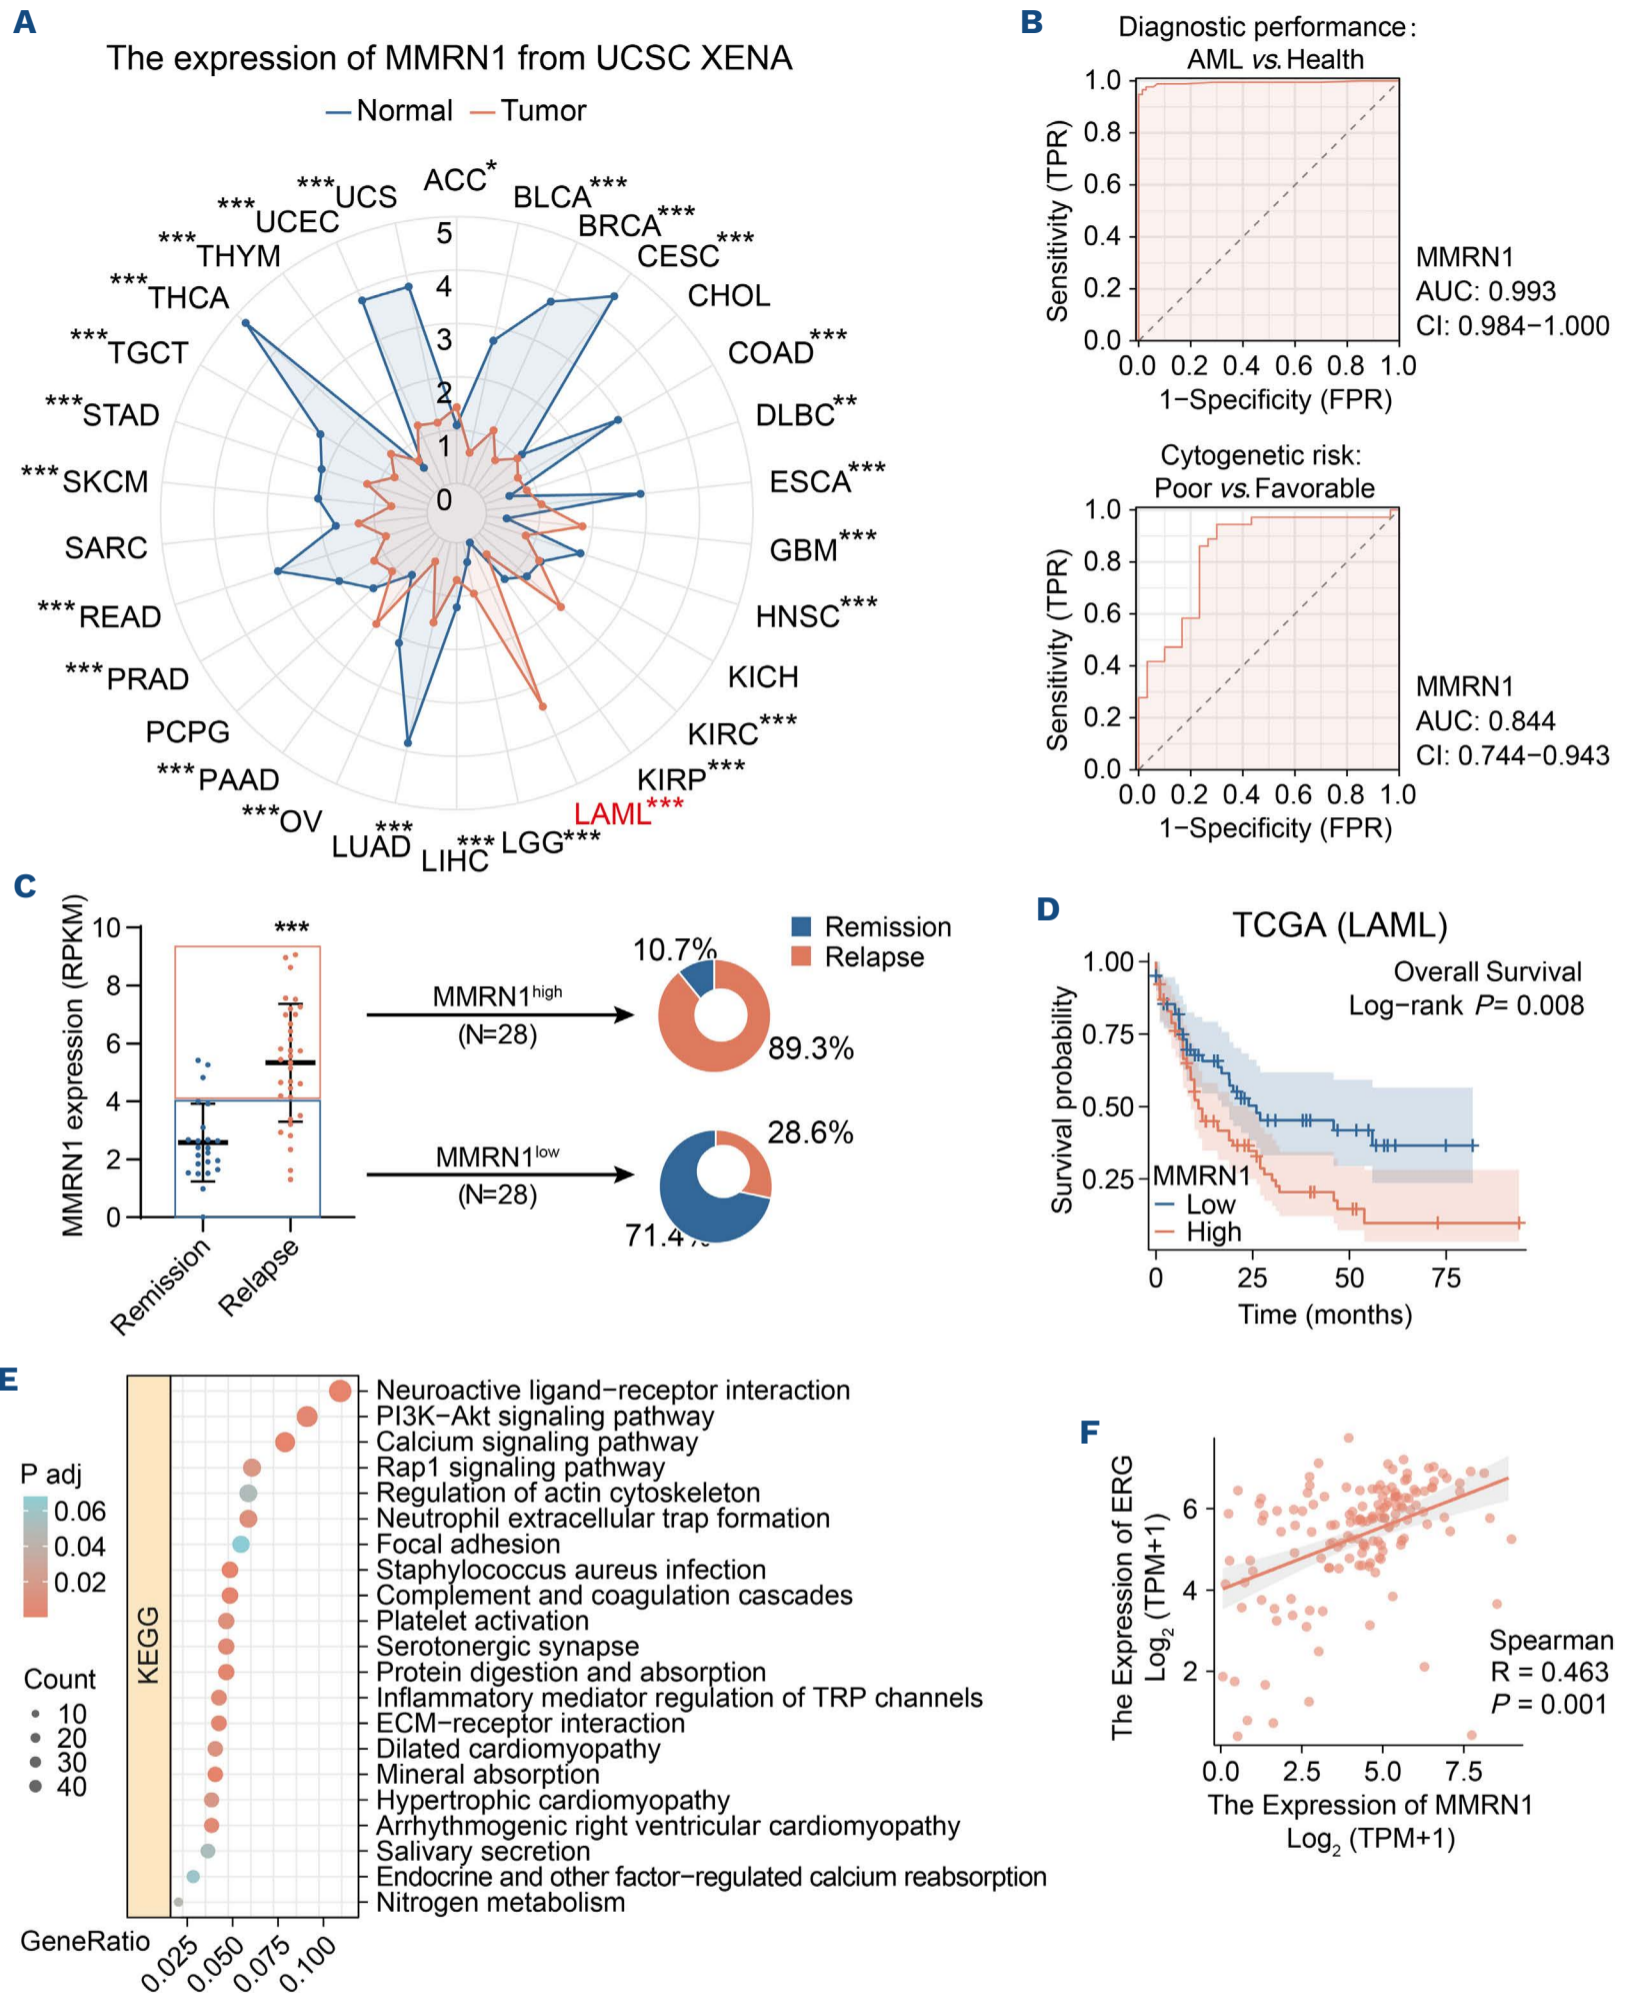 A
The expression of MMRN1 from UCSC XENA
Normal Tumor
ACC*
BLCA***
BRCA***
CESC***
CHOL
COAD***
DLBC**
ESCA***
GBM***
HNSC***
KICH
KIRC***
KIRP***
LAML***
LGG***
***LIHC
***LUAD
***OV
***PAAD
PCPG
***PRAD
***READ
SARC
***SKCM
***STAD
***TGCT
***THCA
***THYM
***UCEC
***UCS
5
4
3
2
1
0
B
Diagnostic performance:
AML vs. Health
Sensitivity (TPR)
1.0
0.8
0.6
0.4
0.2
0.0
0.0 0.2 0.4 0.6 0.8 1.0
1−Specificity (FPR)
MMRN1
AUC: 0.993
CI: 0.984−1.000
Cytogenetic risk:
Poor vs. Favorable
Sensitivity (TPR)
1.0
0.8
0.6
0.4
0.2
0.0
0.0 0.2 0.4 0.6 0.8 1.0
1−Specificity (FPR)
MMRN1
AUC: 0.844
CI: 0.744−0.943
C
MMRN1 expression (RPKM)
10
8
6
4
2
0
***
Remission
Relapse
MMRN1high
(N=28)
MMRN1low
(N=28)
Remission
Relapse
10.7%
89.3%
28.6%
71.4%
D
TCGA (LAML)
Overall Survival
Log−rank P= 0.008
Survival probability
1.00
0.75
0.50
0.25
MMRN1
Low
High
0 25 50 75
Time (months)
E
KEGG
Neuroactive ligand−receptor interaction
PI3K−Akt signaling pathway
Calcium signaling pathway
Rap1 signaling pathway
Regulation of actin cytoskeleton
Neutrophil extracellular trap formation
Focal adhesion
Staphylococcus aureus infection
Complement and coagulation cascades
Platelet activation
Serotonergic synapse
Protein digestion and absorption
Inflammatory mediator regulation of TRP channels
ECM−receptor interaction
Dilated cardiomyopathy
Mineral absorption
Hypertrophic cardiomyopathy
Arrhythmogenic right ventricular cardiomyopathy
Salivary secretion
Endocrine and other factor−regulated calcium reabsorption
Nitrogen metabolism
P adj
0.06
0.04
0.02
Count
10
20
30
40
GeneRatio
0.025
0.050
0.075
0.100
F
The Expression of ERG
Log2 (TPM+1)
6
4
2
0.0 2.5 5.0 7.5
The Expression of MMRN1
Log2 (TPM+1)
Spearman
R = 0.463
P = 0.001